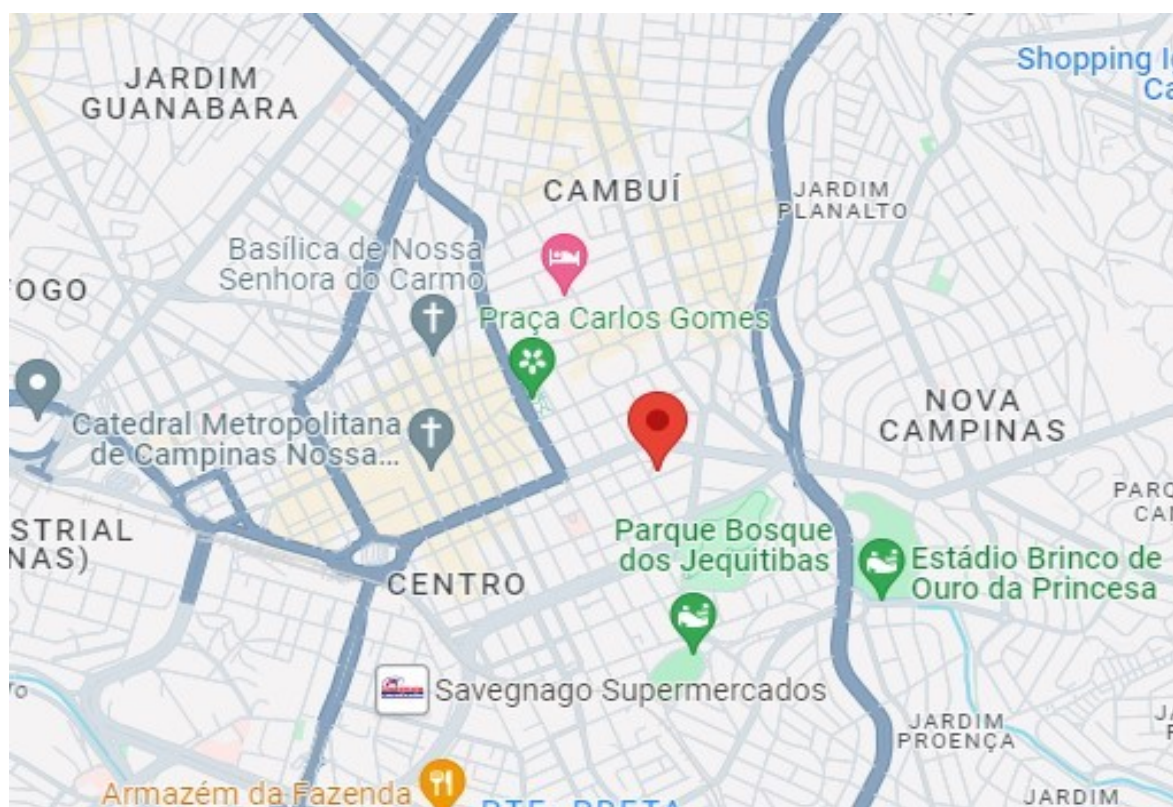 Shopping I
Ca
JARDIM
GUANABARA
CAMBUÍ
JARDIM
PLANALTO
Basílica de Nossa
Senhora do Carmo
OGO
Praça Carlos Gomes
NOVA
CAMPINAS
Catedral Metropolitana
de Campinas Nossa...
PARQ
CAN
STRIAL
NAS)
Parque Bosque
dos Jequitibas
Estádio Brinco de
Ouro da Princesa
CENTRO
Savegnago Supermercados
JARDIM
PROENÇA
Armazém da Fazenda
JARDIM